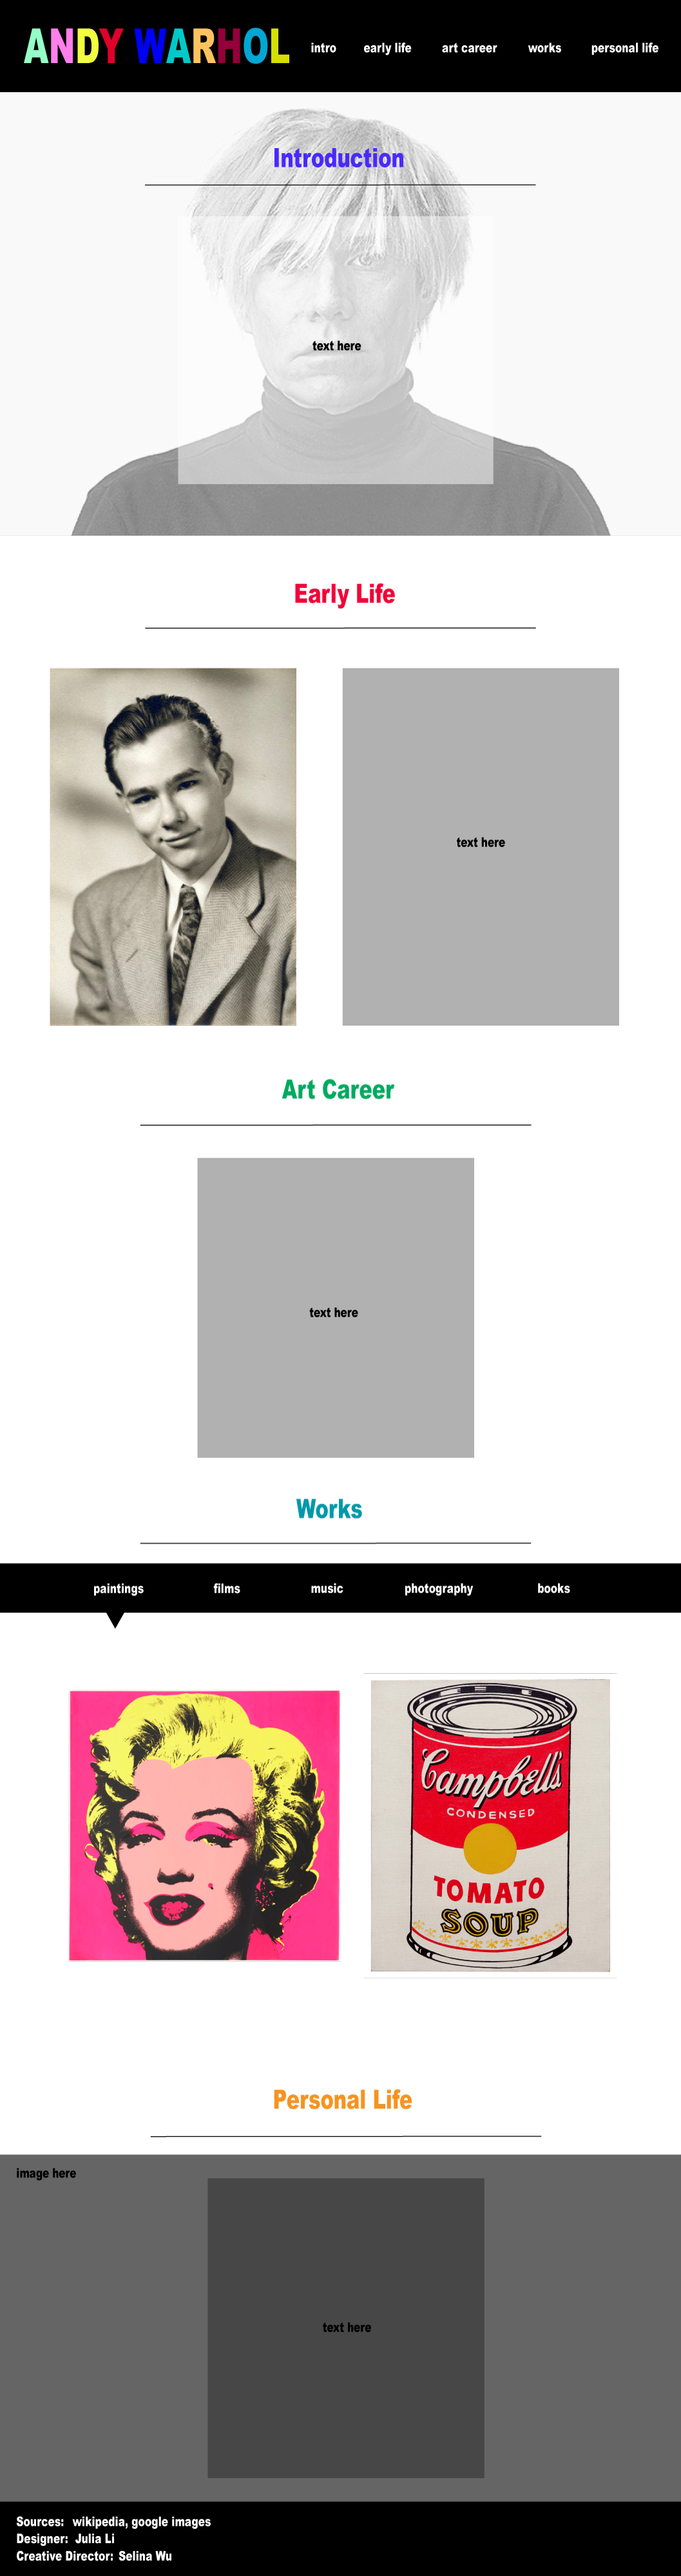 ANDY WARHOL
intro early life art career works personal life
Introduction
text here
Early Life
text here
Art Career
text here
Works
paintings films music photography books
Campbell's
CONDENSED
TOMATO
SOUP
Personal Life
image here
text here
Sources: wikipedia, google images
Designer: Julia Li
Creative Director: Selina Wu